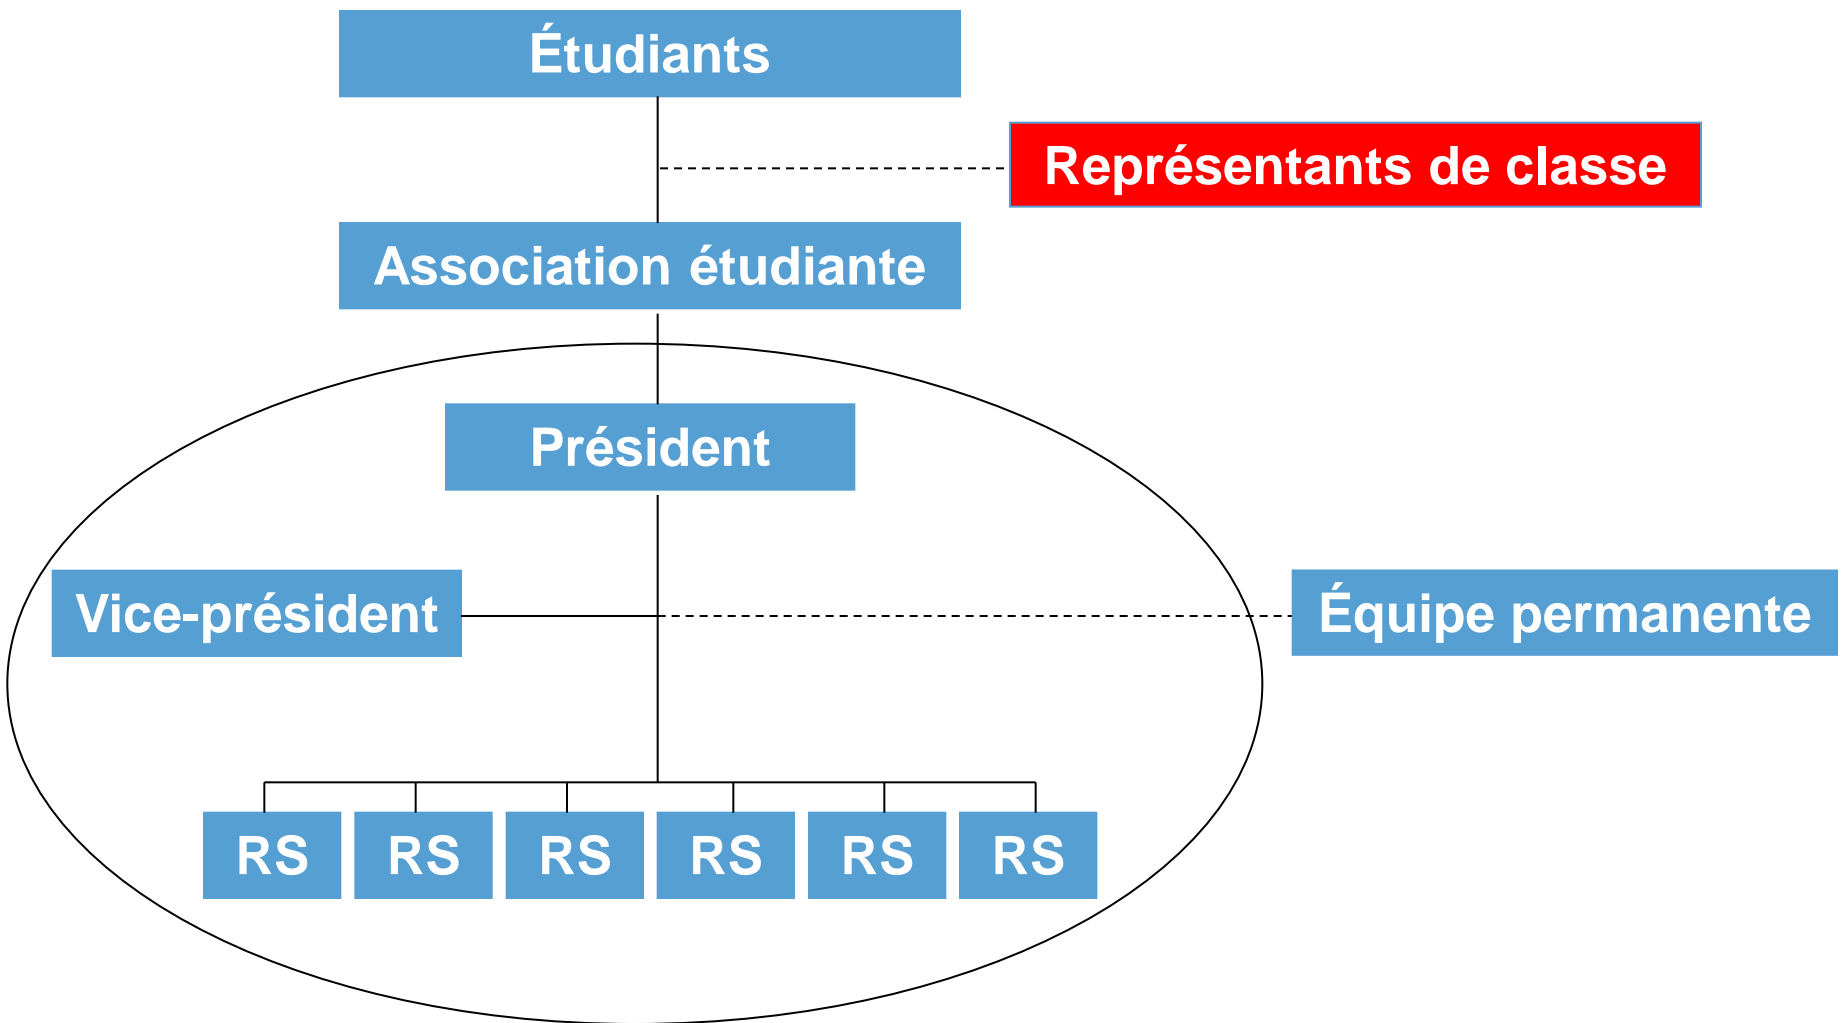 Étudiants
Représentants de classe
Association étudiante
Président
Vice-président
Équipe permanente
RS
RS
RS
RS
RS
RS